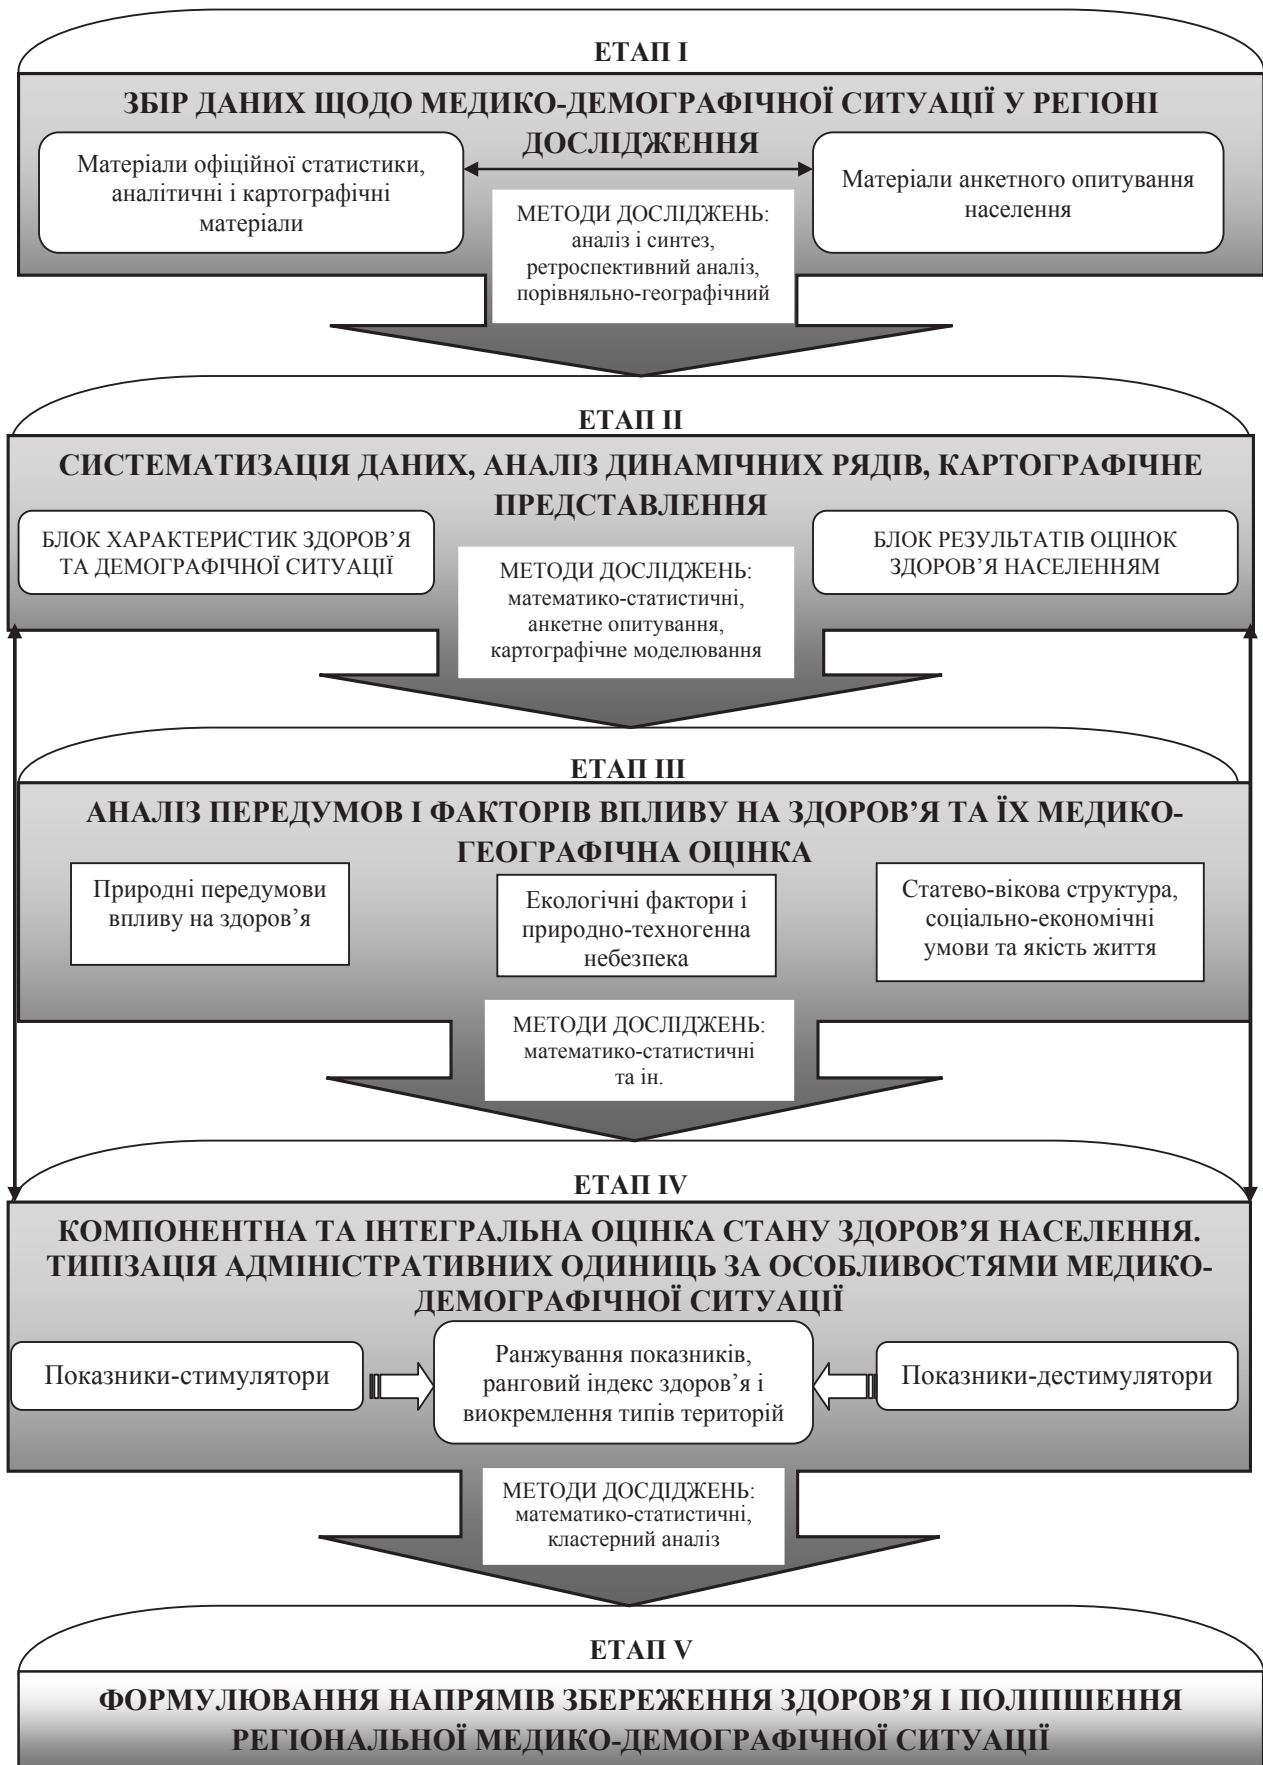 ЕТАП I
ЗБІР ДАНИХ ЩОДО МЕДИКО-ДЕМОГРАФІЧНОЇ СИТУАЦІЇ У РЕГІОНІ
ДОСЛІДЖЕННЯ
Матеріали офіційної статистики,
аналітичні і картографічні
матеріали
Матеріали анкетного опитування
населення
МЕТОДИ ДОСЛІДЖЕНЬ:
аналіз і синтез,
ретроспективний аналіз,
порівняльно-географічний
ЕТАП II
СИСТЕМАТИЗАЦІЯ ДАНИХ, АНАЛІЗ ДИНАМІЧНИХ РЯДІВ, КАРТОГРАФІЧНЕ
ПРЕДСТАВЛЕННЯ
БЛОК ХАРАКТЕРИСТИК ЗДОРОВ’Я
ТА ДЕМОГРАФІЧНОЇ СИТУАЦІЇ
БЛОК РЕЗУЛЬТАТІВ ОЦІНОК
ЗДОРОВ’Я НАСЕЛЕННЯМ
МЕТОДИ ДОСЛІДЖЕНЬ:
математико-статистичні,
анкетне опитування,
картографічне моделювання
ЕТАП III
АНАЛІЗ ПЕРЕДУМОВ І ФАКТОРІВ ВПЛИВУ НА ЗДОРОВ’Я ТА ЇХ МЕДИКО-
ГЕОГРАФІЧНА ОЦІНКА
Природні передумови
впливу на здоров’я
Екологічні фактори і
природно-техногенна
небезпека
Статево-вікова структура,
соціально-економічні
умови та якість життя
МЕТОДИ ДОСЛІДЖЕНЬ:
математико-статистичні
та ін.
ЕТАП IV
КОМПОНЕНТНА ТА ІНТЕГРАЛЬНА ОЦІНКА СТАНУ ЗДОРОВ’Я НАСЕЛЕННЯ.
ТИПІЗАЦІЯ АДМІНІСТРАТИВНИХ ОДИНИЦЬ ЗА ОСОБЛИВОСТЯМИ МЕДИКО-
ДЕМОГРАФІЧНОЇ СИТУАЦІЇ
Показники-стимулятори
Ранжування показників,
ранговий індекс здоров’я і
виокремлення типів територій
Показники-дестимулятори
МЕТОДИ ДОСДІДЖЕНЬ:
математико-статистичні,
кластерний аналіз
ЕТАП V
ФОРМУЛЮВАННЯ НАПРЯМІВ ЗБЕРЕЖЕННЯ ЗДОРОВ’Я І ПОЛІПШЕННЯ
РЕГІОНАЛЬНОЇ МЕДИКО-ДЕМОГРАФІЧНОЇ СИТУАЦІЇ